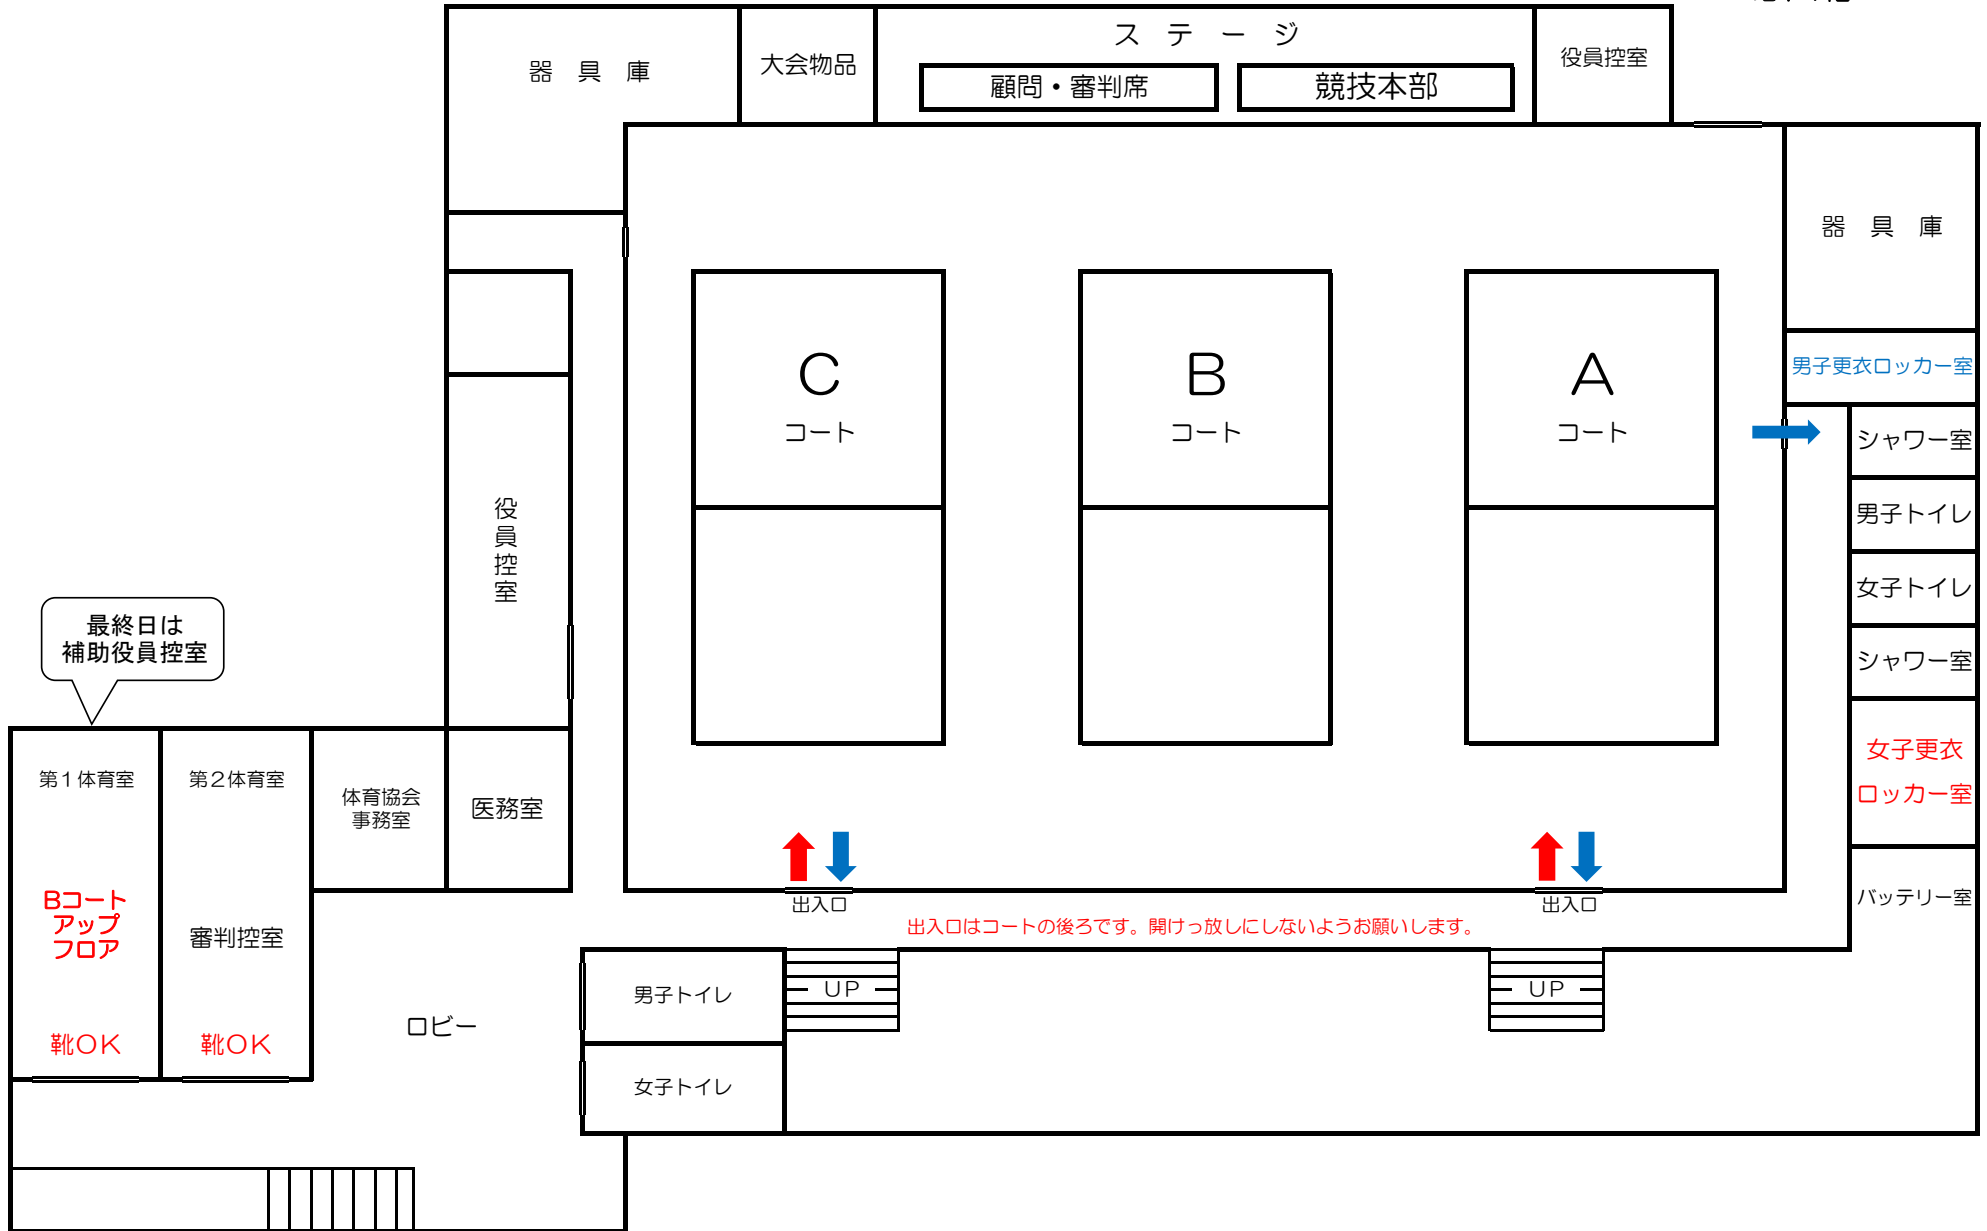 ステージ
器具庫
大会物品
顧問・審判席
競技本部
役員控室
器具庫
C
コート
B
コート
A
コート
男子更衣ロッカー室
シャワー室
男子トイレ
女子トイレ
シャワー室
女子更衣
ロッカー室
バッテリー室
役員控室
最終日は
補助役員控室
第1体育室
Bコート
アップ
フロア
靴OK
第2体育室
審判控室
靴OK
体育協会
事務室
医務室
出入口
出入口
出入口はコートの後ろです。開けっ放しにしないようお願いします。
UP
UP
男子トイレ
女子トイレ
ロビー